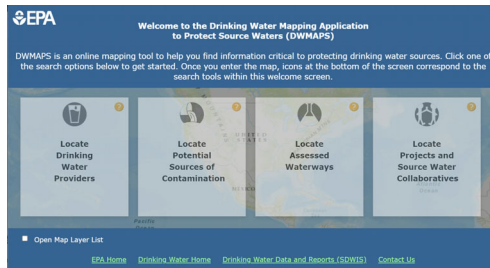 EPA
Welcome to the Drinking Water Mapping Application
to Protect Source Waters (DWMAPS)
DWMAPS is an online mapping tool to help you find information critical to protecting drinking water sources. Click one of
the search options below to get started. Once you enter the map, icons at the bottom of the screen correspond to the
search tools within this welcome screen.
?
?
?
?
Locate
Drinking
Water
Providers
Locate
Potential
Sources of
Contamination
Locate
Assessed
Waterways
Locate
Projects and
Source Water
Collaboratives
Pacific
Open Map Layer List
EPA Home Drinking Water Home Drinking Water Data and Reports (SDWIS) Contact Us